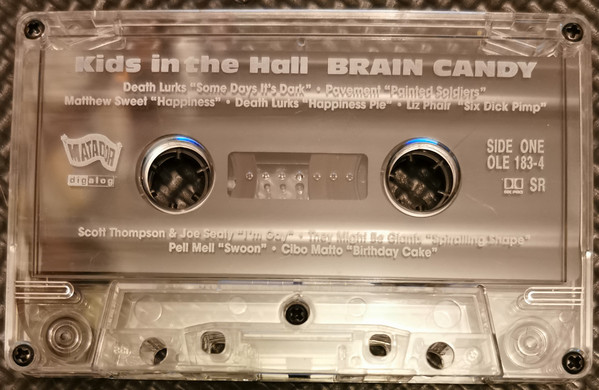 Kids in the Hall BRAIN CANDY
Death Lurks "Some Days It's Dark" • Pavement "Painted Soldiers"
Matthew Sweet "Happiness" • Death Lurks "Happiness Pie" • Liz Phair "Six Dick Pimp"
MATADOR
digalog
SIDE ONE
OLE 183-4
SR
Scott Thompson & Joe Sealy "I'm Gay" • They Might Be Giants "Spiralling Shape"
Pell Mell "Swoon" • Cibo Matto "Birthday Cake"